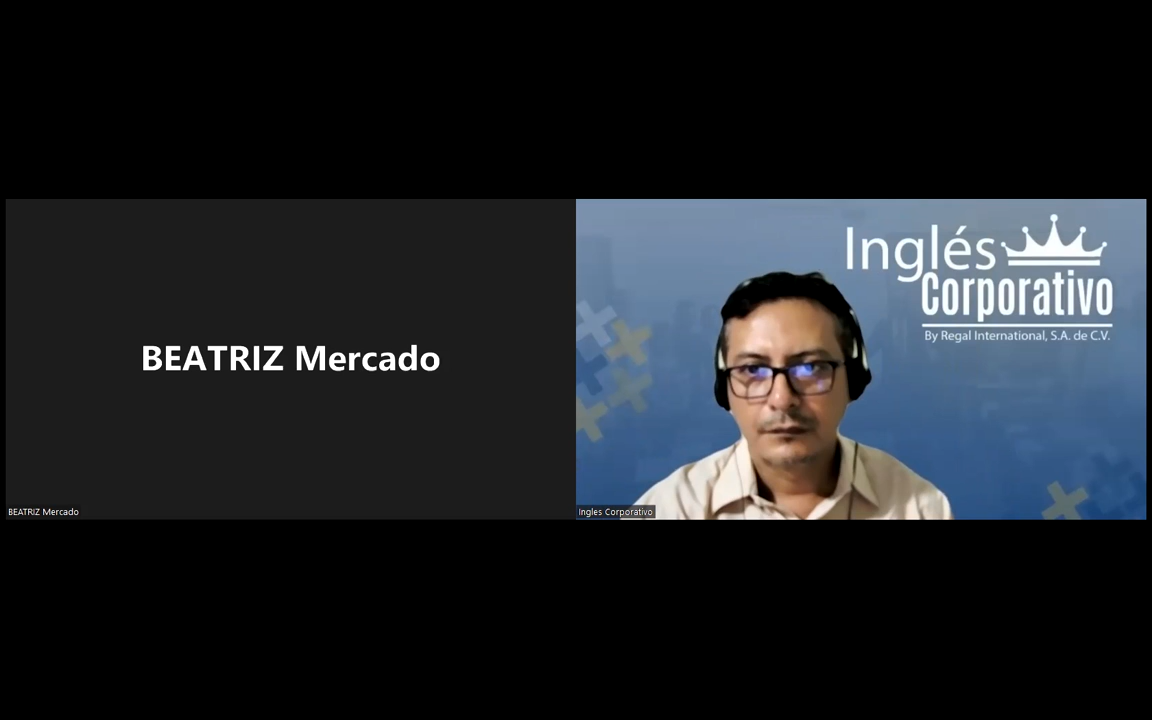 BEATRIZ Mercado
BEATRIZ Mercado
Inglés
Corporativo
By Regal International, S.A. de C.V.
Ingles Corporativo